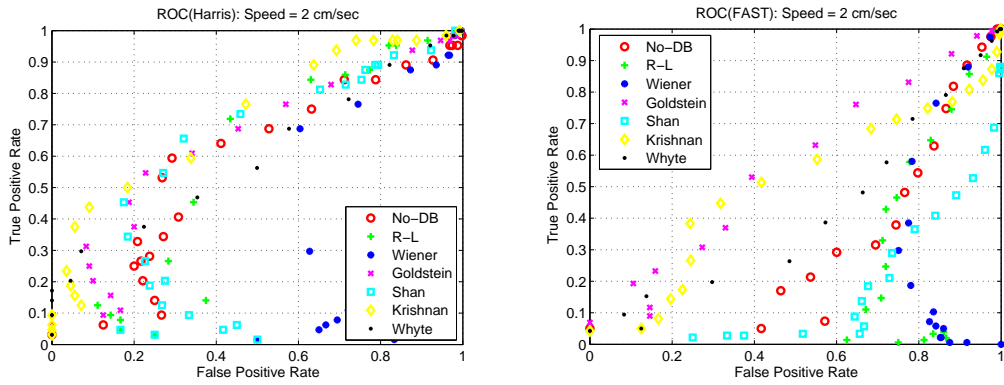 ROC(Harris): Speed = 2 cm/sec
1
0.9
0.8
0.7
0.6
0.5
0.4
0.3
0.2
0.1
0
True Positive Rate
0 0.2 0.4 0.6 0.8 1
False Positive Rate
No-DB
R-L
Wiener
Goldstein
Shan
Krishnan
Whyte
ROC(FAST): Speed = 2 cm/sec
1
0.9
0.8
0.7
0.6
0.5
0.4
0.3
0.2
0.1
0
True Positive Rate
0 0.2 0.4 0.6 0.8 1
False Positive Rate
No-DB
R-L
Wiener
Goldstein
Shan
Krishnan
Whyte